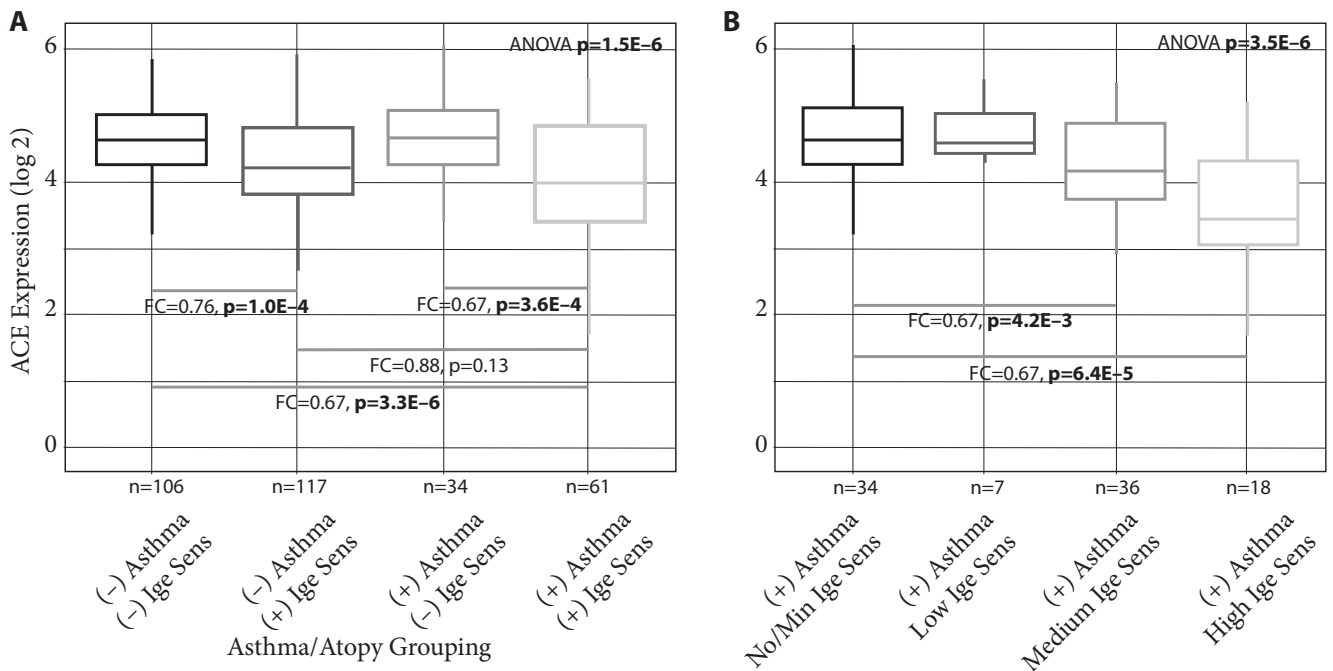 A
ACE Expression (log 2)
6
4
2
0
ANOVA p=1.5E–6
FC=0.76, p=1.0E–4
FC=0.67, p=3.6E–4
FC=0.88, p=0.13
FC=0.67, p=3.3E–6
n=106
n=117
n=34
n=61
(–) Asthma
(–) Ige Sens
(–) Asthma
(+) Ige Sens
(+) Asthma
(–) Ige Sens
(+) Asthma
(+) Ige Sens
Asthma/Atopy Grouping
B
6
4
2
0
ANOVA p=3.5E–6
FC=0.67, p=4.2E–3
FC=0.67, p=6.4E–5
n=34
n=7
n=36
n=18
(+) Asthma
No/Min Ige Sens
(+) Asthma
Low Ige Sens
(+) Asthma
Medium Ige Sens
(+) Asthma
High Ige Sens